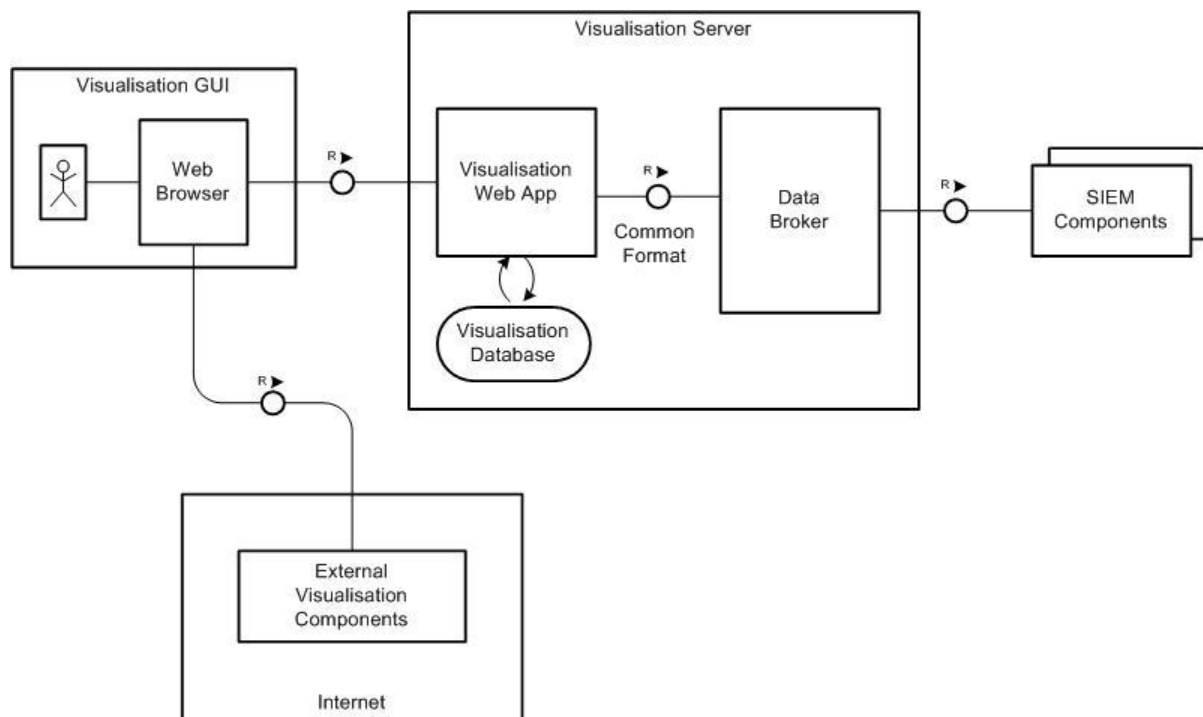 Visualisation Server
Visualisation GUI
Web
Browser
R
Visualisation
Web App
R
Common
Format
Data
Broker
R
SIEM
Components
Visualisation
Database
R
External
Visualisation
Components
Internet